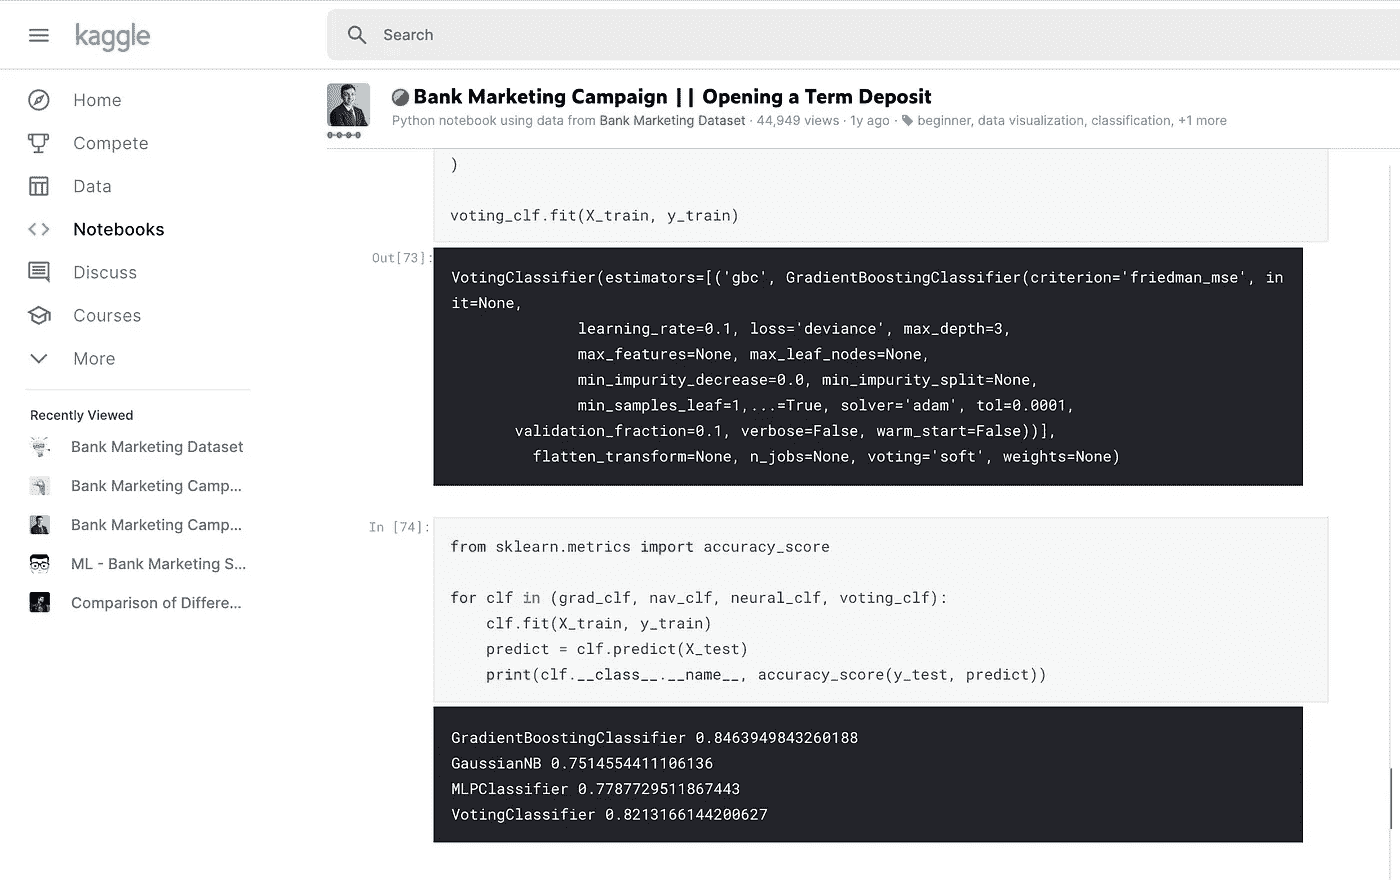 kaggle
Search
Home
Compete
Data
Notebooks
Discuss
Courses
More
Recently Viewed
Bank Marketing Dataset
Bank Marketing Camp...
Bank Marketing Camp...
ML - Bank Marketing S...
Comparison of Differe...
Bank Marketing Campaign || Opening a Term Deposit
Python notebook using data from Bank Marketing Dataset · 44,949 views · 1y ago · beginner, data visualization, classification, +1 more
)
voting_clf.fit(X_train, y_train)
Out[73]:
VotingClassifier(estimators=[('gbc', GradientBoostingClassifier(criterion='friedman_mse', in
it=None,
learning_rate=0.1, loss='deviance', max_depth=3,
max_features=None, max_leaf_nodes=None,
min_impurity_decrease=0.0, min_impurity_split=None,
min_samples_leaf=1,...=True, solver='adam', tol=0.0001,
validation_fraction=0.1, verbose=False, warm_start=False))],
flatten_transform=None, n_jobs=None, voting='soft', weights=None)
In [74]:
from sklearn.metrics import accuracy_score
for clf in (grad_clf, nav_clf, neural_clf, voting_clf):
clf.fit(X_train, y_train)
predict = clf.predict(X_test)
print(clf.__class__.__name__, accuracy_score(y_test, predict))
GradientBoostingClassifier 0.8463949843260188
GaussianNB 0.7514554411106136
MLPClassifier 0.7787729511867443
VotingClassifier 0.8213166144200627